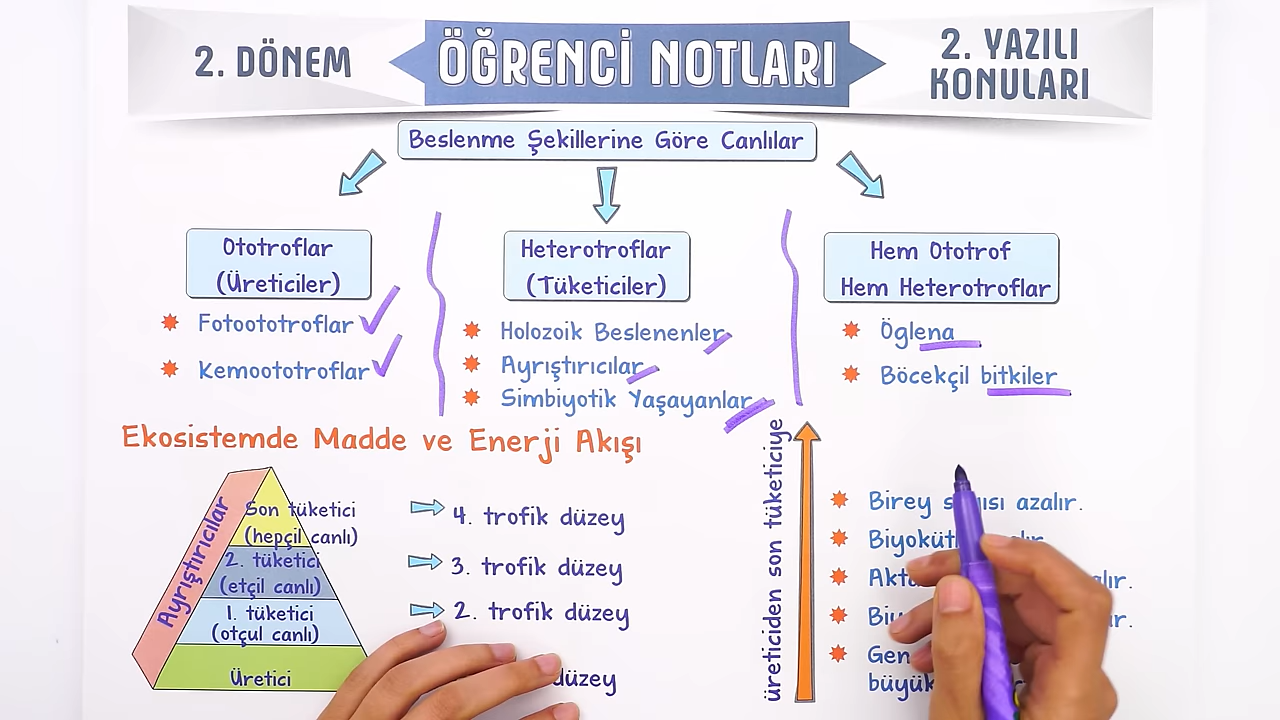 2. DÖNEM
ÖĞRENCİ NOTLARI
2. YAZILI
KONULARI
Beslenme Şekillerine Göre Canlılar
Ototroflar
(Üreticiler)
Fotoototroflar
Kemoototroflar
Heterotroflar
(Tüketiciler)
Holozoik Beslenenler
Ayrıştırıcılar
Simbiyotik Yaşayanlar
Hem Ototrof
Hem Heterotroflar
Öglena
Böcekçil bitkiler
Ekosistemde Madde ve Enerji Akışı
Ayrıştırıcılar
Son tüketici
(hepçil canlı)
2. tüketici
(etçil canlı)
1. tüketici
(otçul canlı)
Üretici
4. trofik düzey
3. trofik düzey
2. trofik düzey
düzey
üreticiden son tüketiciye
Birey azalır.